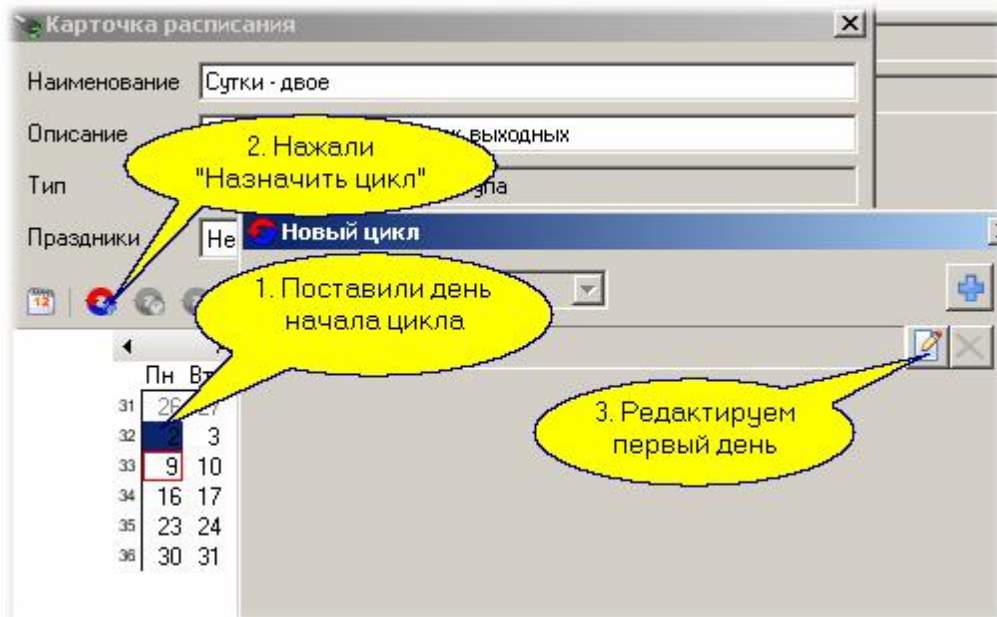 Карточка расписания
Наименование Сутки - двое
Описание выходных
Тип
Праздники Не
2. Нажали
"Назначить цикл"
Новый цикл
1. Поставили день
начала цикла
12
Пн Вт
31 26 27
32 2 3
33 9 10
34 16 17
35 23 24
36 30 31
3. Редактируем
первый день